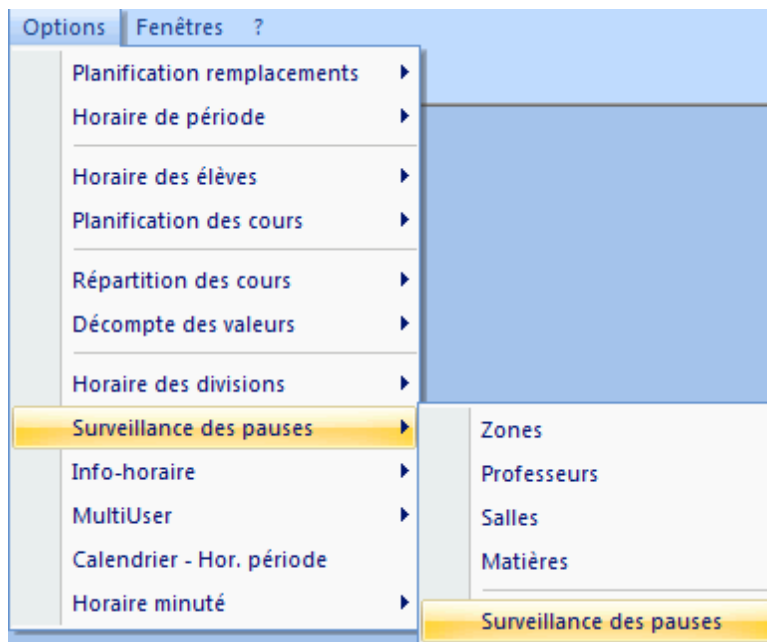 Options Fenêtres ?
Planification remplacements
Horaire de période
Horaire des élèves
Planification des cours
Répartition des cours
Décompte des valeurs
Horaire des divisions
Surveillance des pauses
Info-horaire
MultiUser
Calendrier - Hor. période
Horaire minuté
Zones
Professeurs
Salles
Matières
Surveillance des pauses